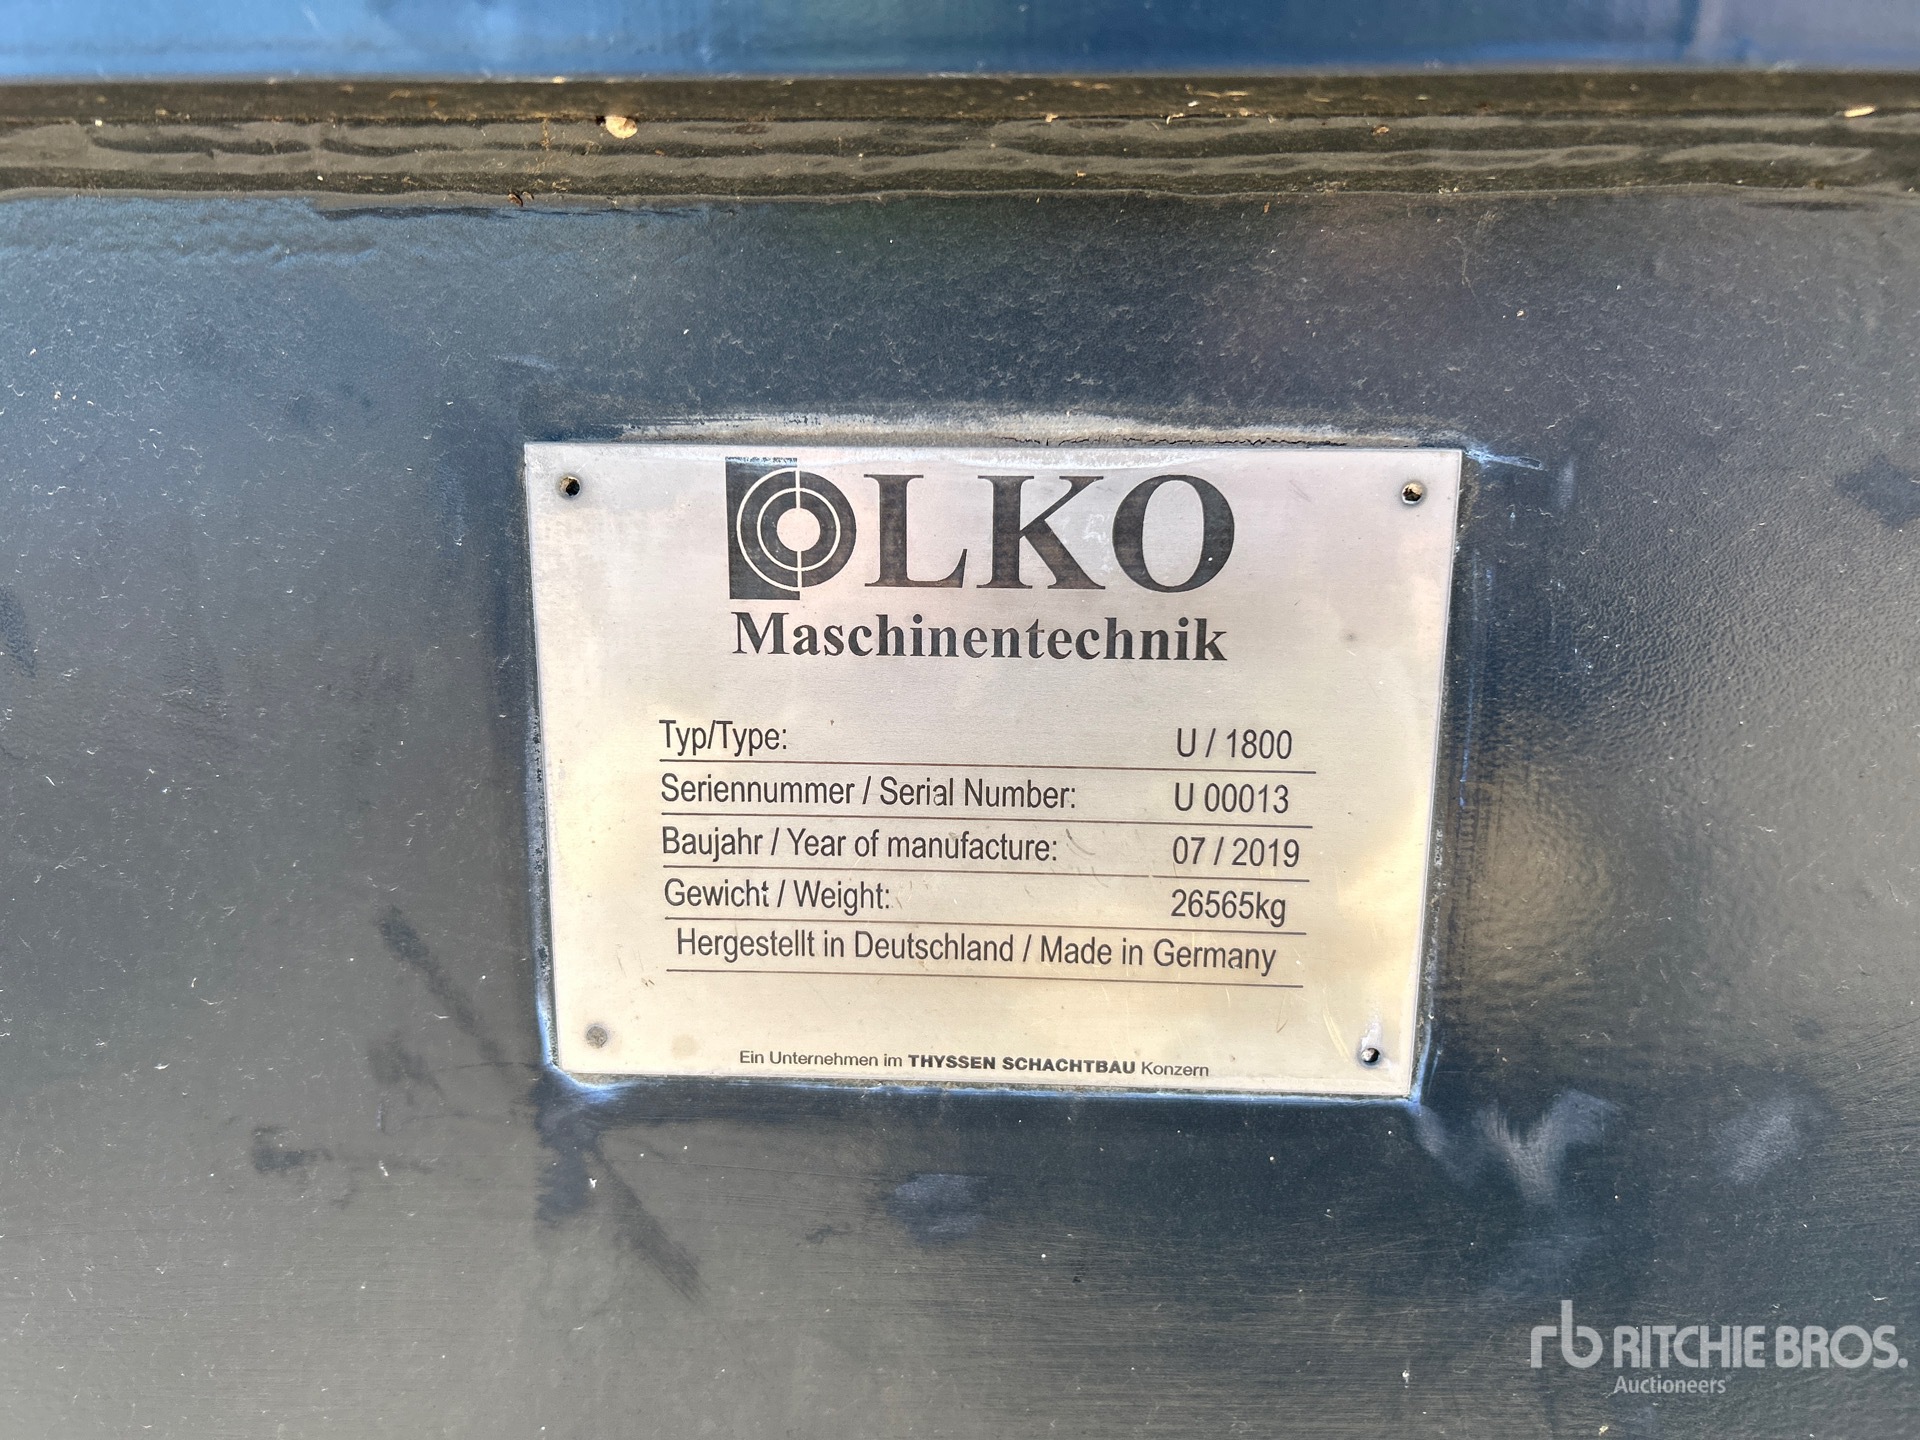 OLKO
Maschinentechnik
Typ/Type: U / 1800
Seriennummer / Serial Number: U 00013
Baujahr / Year of manufacture: 07 / 2019
Gewicht / Weight: 26565kg
Hergestellt in Deutschland / Made in Germany
Ein Unternehmen im THYSSEN SCHACHTBAU Konzern
rb RITCHIE BROS.
Auctioneers